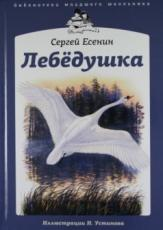 библиотека младшего школьника
Сергей Есенин
Лебёдушка
Иллюстрации Н. Устинова